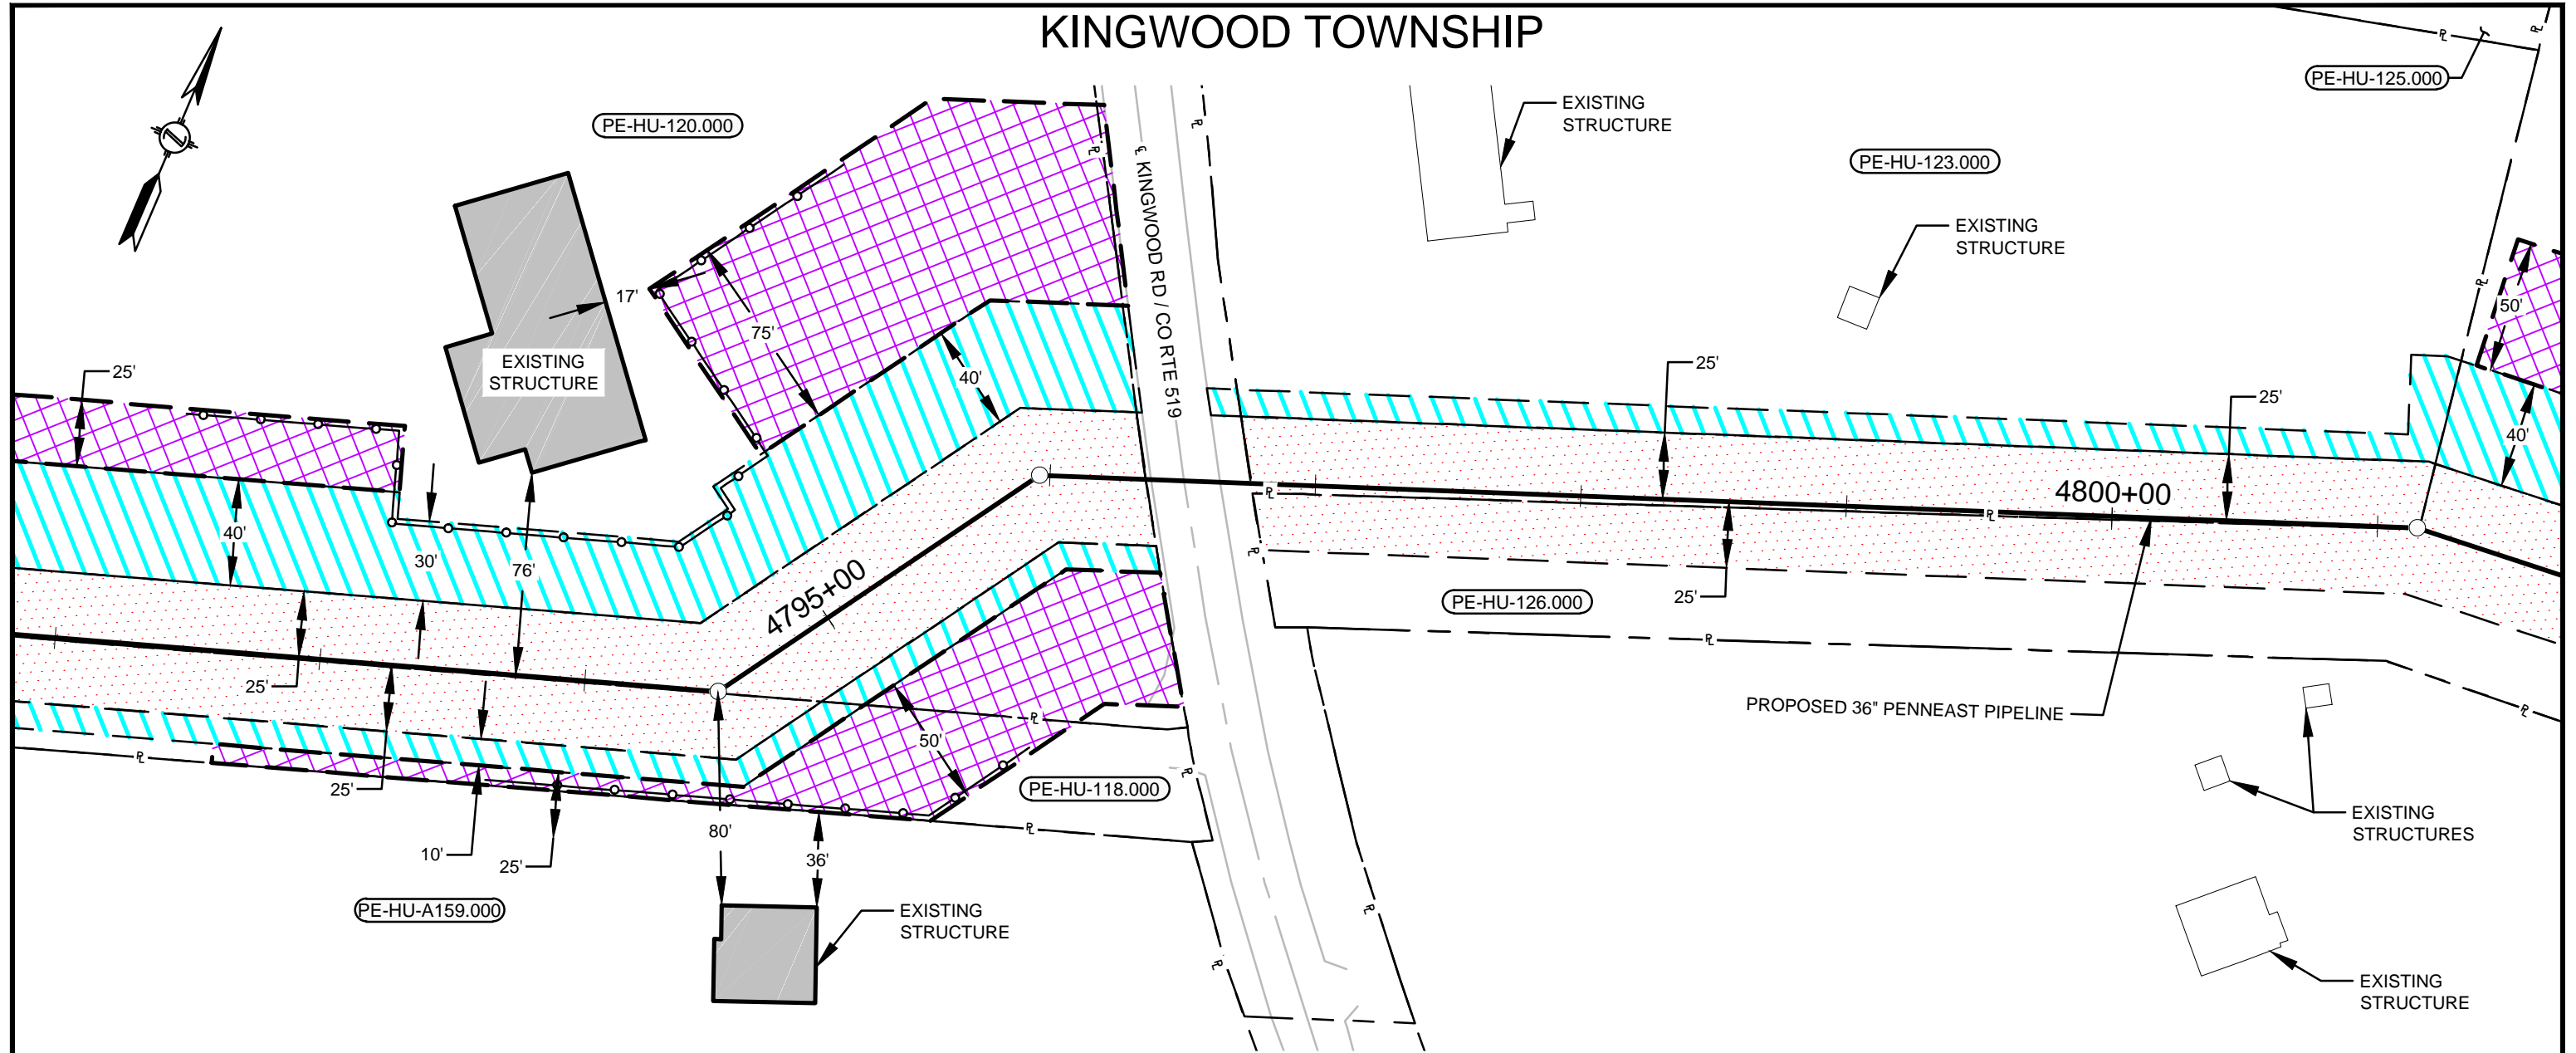 KINGWOOD TOWNSHIP
PE-HU-125.000
PE-HU-120.000
EXISTING
STRUCTURE
PE-HU-123.000
EXISTING
STRUCTURE
℄ KINGWOOD RD / CO RTE 519
17'
75'
50'
EXISTING
STRUCTURE
25'
40'
25'
25'
40'
40'
30'
76'
4795+00
4800+00
25'
25'
PE-HU-126.000
PROPOSED 36" PENNEAST PIPELINE
50'
25'
PE-HU-118.000
80'
36'
10'
25'
EXISTING
STRUCTURES
PE-HU-A159.000
EXISTING
STRUCTURE
EXISTING
STRUCTURE